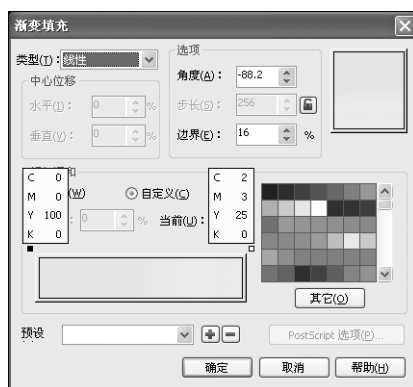 渐变填充
类型(T): 线性
选项
角度(A): -88.2
步长(S): 256
边界(E): 16 %
中心位移
水平(I): 0 %
垂直(V): 0 %
C 0
M 0
Y 100
K 0
(W)
自定义(C)
: 0 %
当前(U):
C 2
M 3
Y 25
K 0
其它(O)
预设
PostScript 选项(P)...
确定
取消
帮助(H)